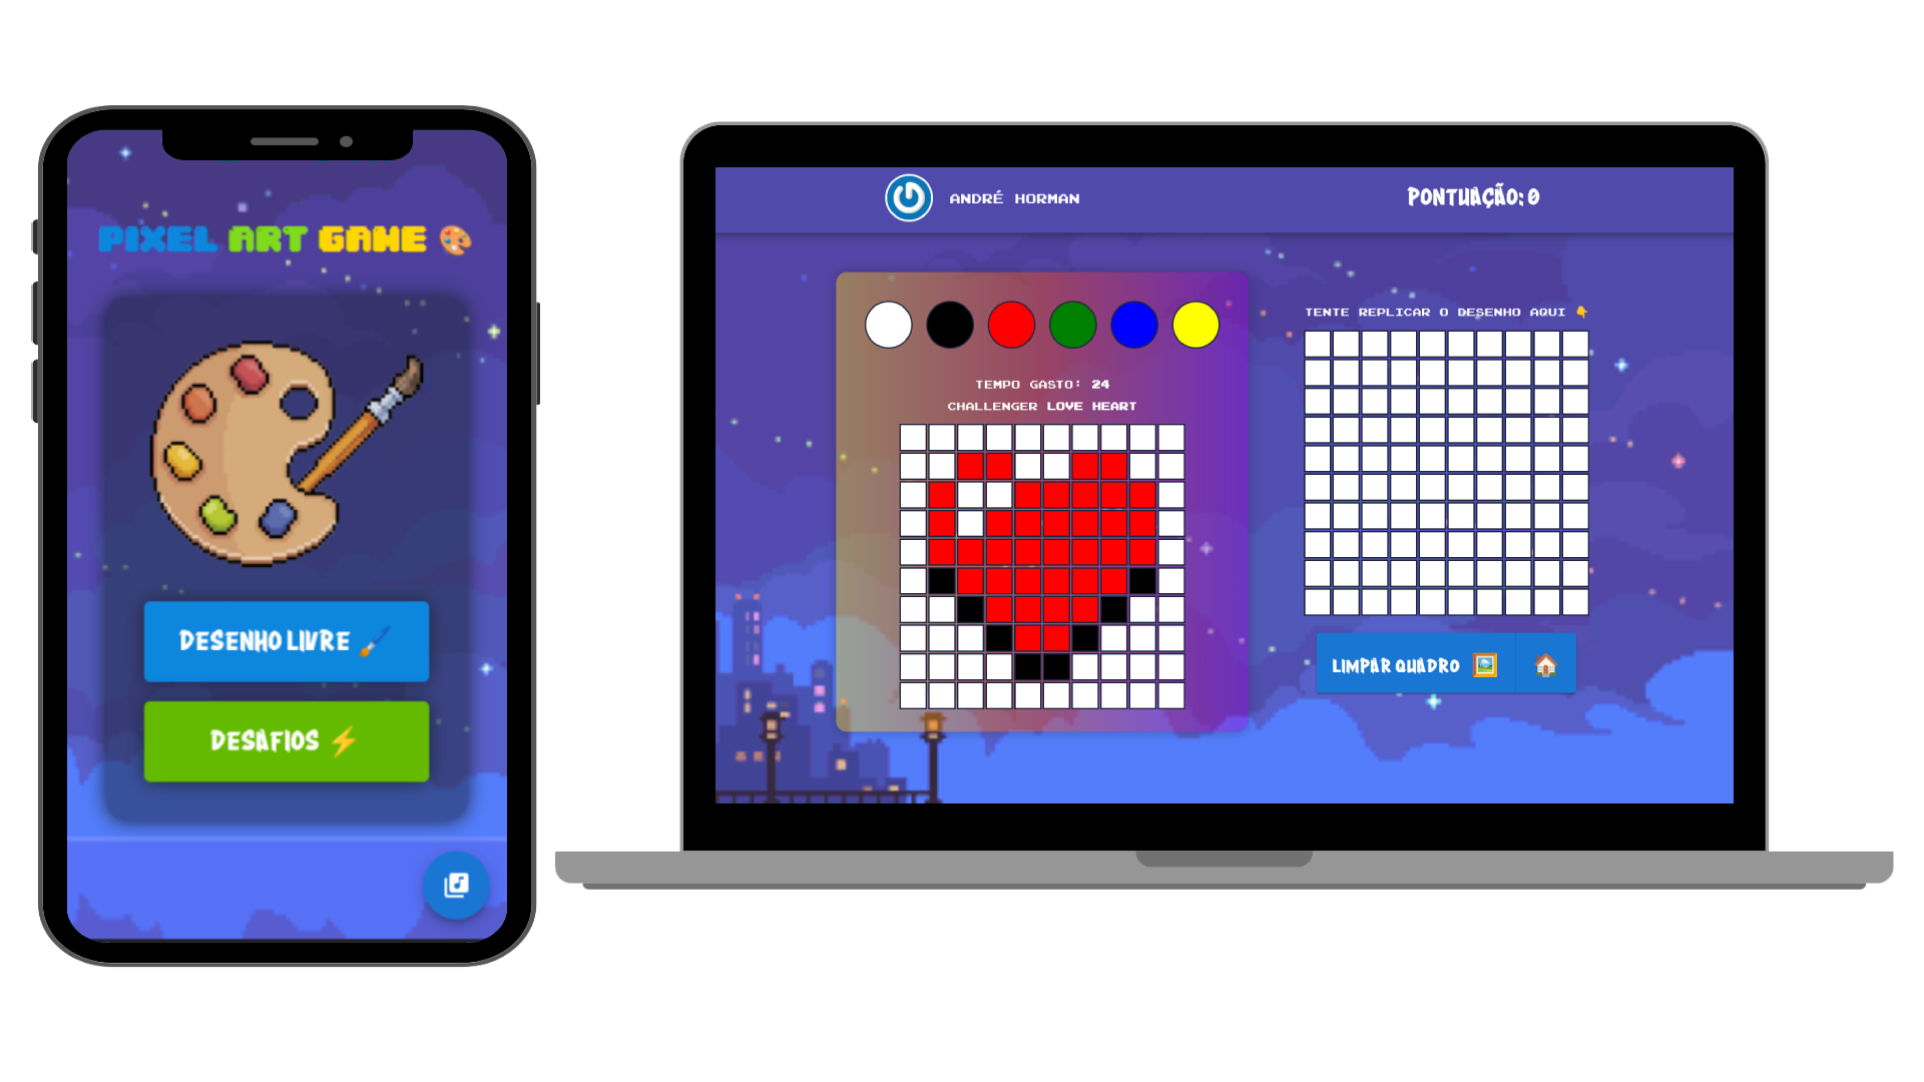 PIXEL ART GAME
DESENHO LIVRE
DESAFIOS
ANDRÉ HORMAN
PONTUAÇÃO: 0
TEMPO GASTO: 24
CHALLENGER LOVE HEART
TENTE REPLICAR O DESENHO AQUI
LIMPAR QUADRO